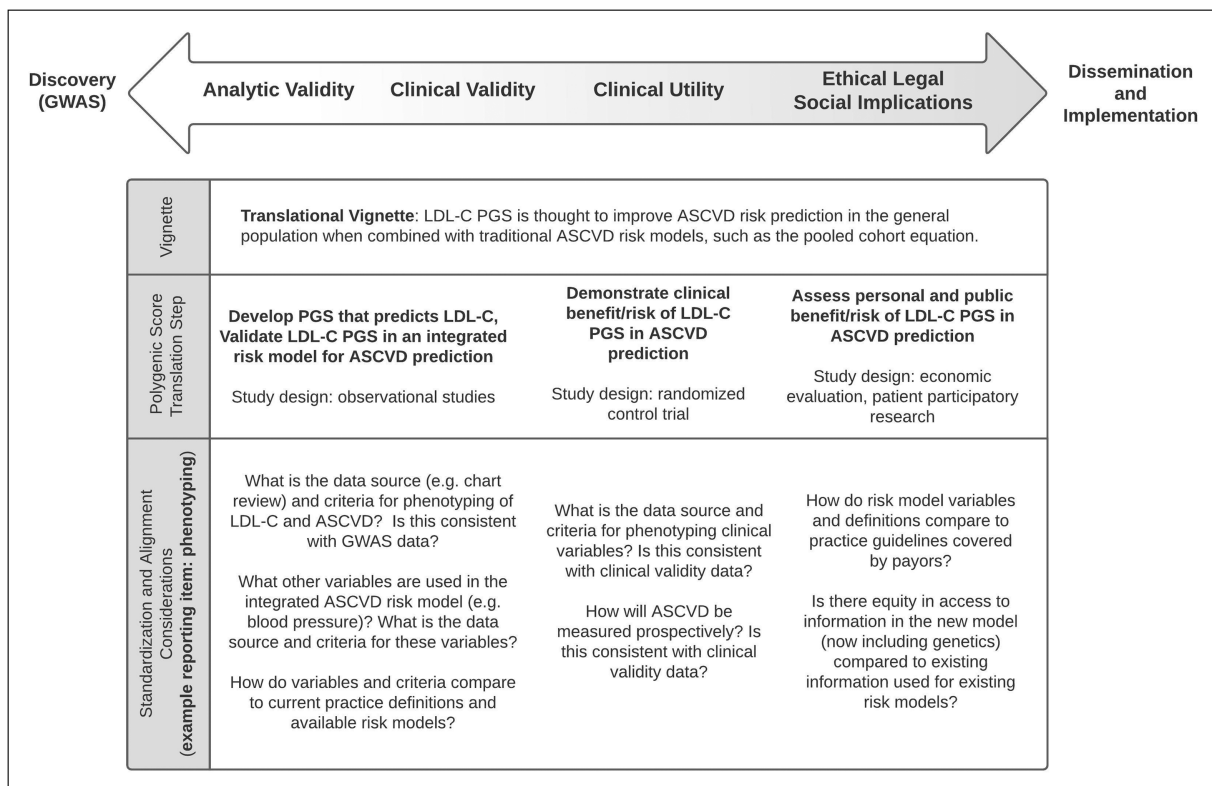 Discovery
(GWAS)
Analytic Validity
Clinical Validity
Clinical Utility
Ethical Legal
Social Implications
Dissemination
and
Implementation
Vignette
Translational Vignette: LDL-C PGS is thought to improve ASCVD risk prediction in the general
population when combined with traditional ASCVD risk models, such as the pooled cohort equation.
Polygenic Score
Translation Step
Develop PGS that predicts LDL-C,
Validate LDL-C PGS in an integrated
risk model for ASCVD prediction
Study design: observational studies
Demonstrate clinical
benefit/risk of LDL-C
PGS in ASCVD
prediction
Study design: randomized
control trial
Assess personal and public
benefit/risk of LDL-C PGS in
ASCVD prediction
Study design: economic
evaluation, patient participatory
research
Standardization and Alignment
Considerations
(example reporting item: phenotyping)
What is the data source (e.g. chart
review) and criteria for phenotyping of
LDL-C and ASCVD?  Is this consistent
with GWAS data?
What other variables are used in the
integrated ASCVD risk model (e.g.
blood pressure)? What is the data
source and criteria for these variables?
How do variables and criteria compare
to current practice definitions and
available risk models?
What is the data source and
criteria for phenotyping clinical
variables? Is this consistent
with clinical validity data?
How will ASCVD be
measured prospectively? Is
this consistent with clinical
validity data?
How do risk model variables
and definitions compare to
practice guidelines covered
by payors?
Is there equity in access to
information in the new model
(now including genetics)
compared to existing
information used for existing
risk models?